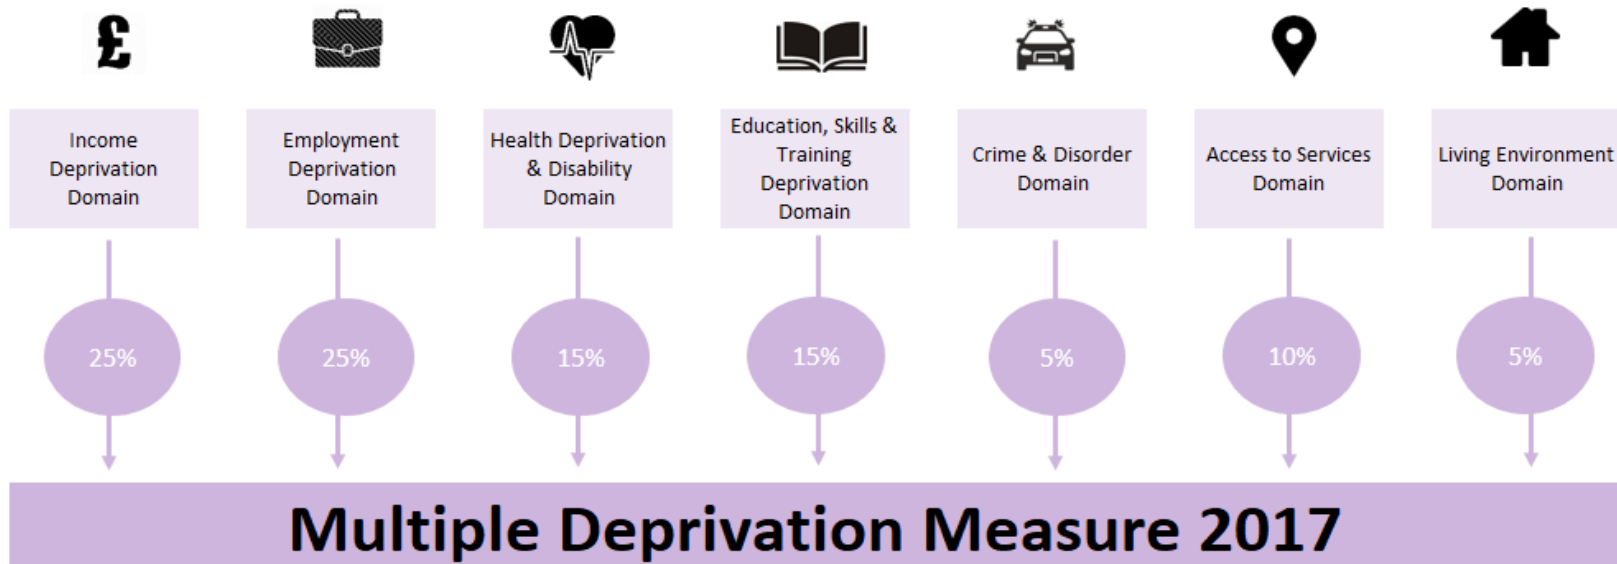 £
Income
Deprivation
Domain
Employment
Deprivation
Domain
Health Deprivation
& Disability
Domain
Education, Skills &
Training
Deprivation
Domain
Crime & Disorder
Domain
Access to Services
Domain
Living Environment
Domain
25%
25%
15%
15%
5%
10%
5%
Multiple Deprivation Measure 2017